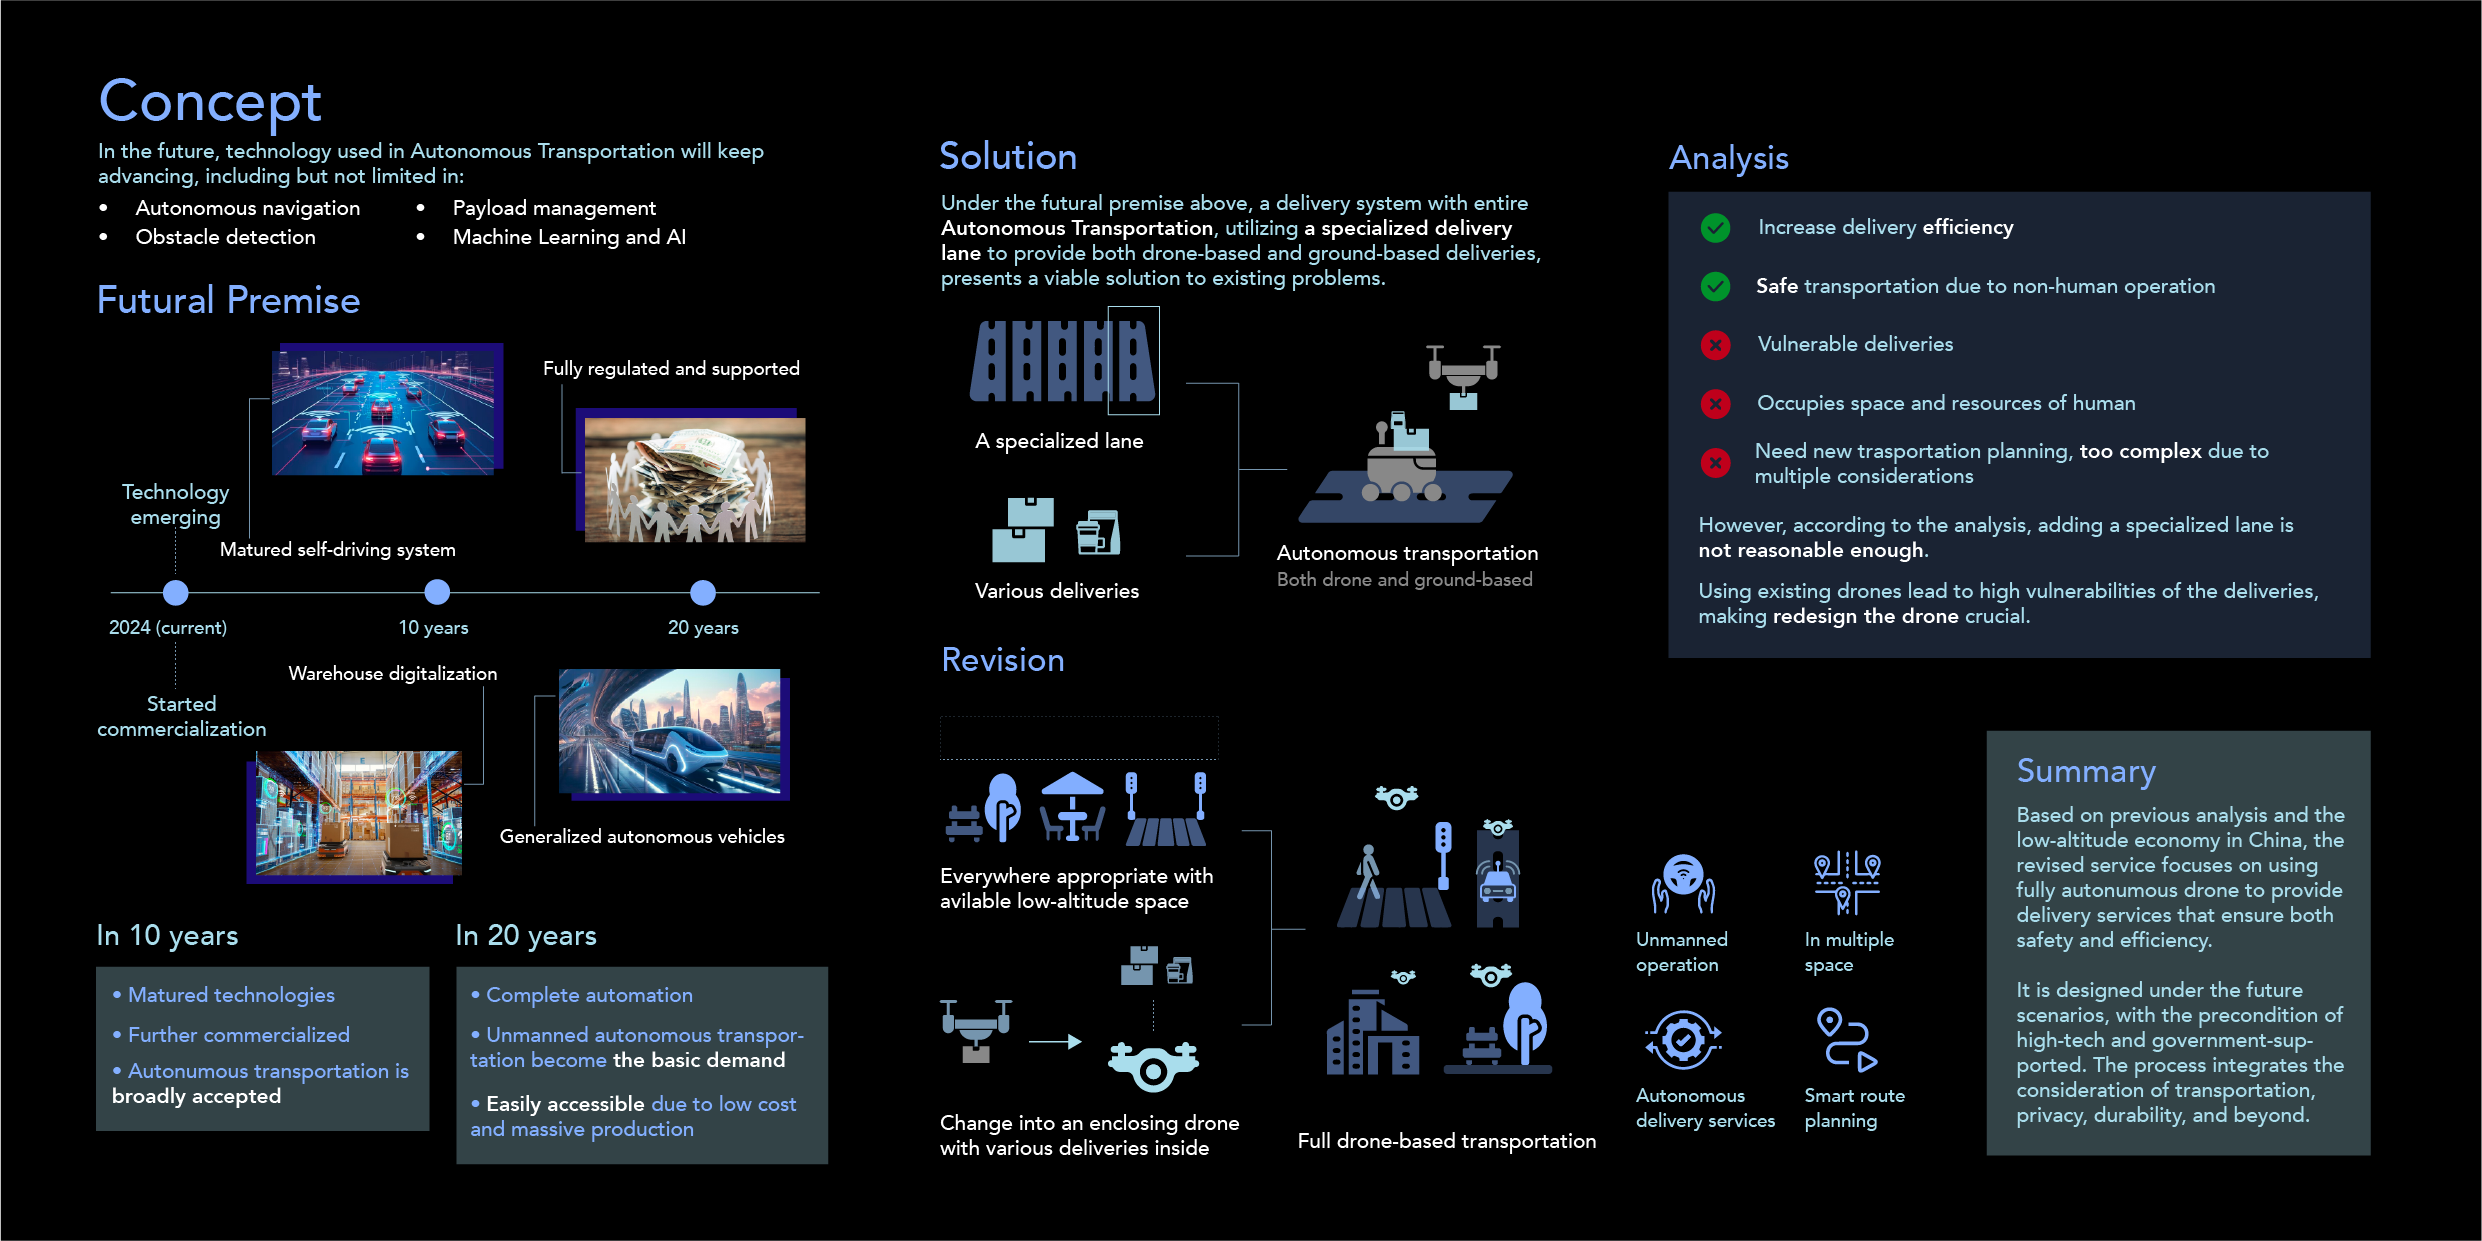 Concept
In the future, technology used in Autonomous Transportation will keep
advancing, including but not limited in:
• Autonomous navigation
• Obstacle detection
• Payload management
• Machine Learning and AI
Futural Premise
Fully regulated and supported
Technology
emerging
Matured self-driving system
2024 (current)
10 years
20 years
Warehouse digitalization
Started
commercialization
Generalized autonomous vehicles
In 10 years
• Matured technologies
• Further commercialized
• Autonumous transportation is
broadly accepted
In 20 years
• Complete automation
• Unmanned autonomous transpor-
tation become the basic demand
• Easily accessible due to low cost
and massive production
Solution
Under the futural premise above, a delivery system with entire
Autonomous Transportation, utilizing a specialized delivery
lane to provide both drone-based and ground-based deliveries,
presents a viable solution to existing problems.
A specialized lane
Various deliveries
Autonomous transportation
Both drone and ground-based
Revision
Everywhere appropriate with
avilable low-altitude space
Change into an enclosing drone
with various deliveries inside
Full drone-based transportation
Analysis
Increase delivery efficiency
Safe transportation due to non-human operation
Vulnerable deliveries
Occupies space and resources of human
Need new trasportation planning, too complex due to
multiple considerations
However, according to the analysis, adding a specialized lane is
not reasonable enough.
Using existing drones lead to high vulnerabilities of the deliveries,
making redesign the drone crucial.
Unmanned
operation
In multiple
space
Autonomous
delivery services
Smart route
planning
Summary
Based on previous analysis and the
low-altitude economy in China, the
revised service focuses on using
fully autonumous drone to provide
delivery services that ensure both
safety and efficiency.
It is designed under the future
scenarios, with the precondition of
high-tech and government-sup-
ported. The process integrates the
consideration of transportation,
privacy, durability, and beyond.